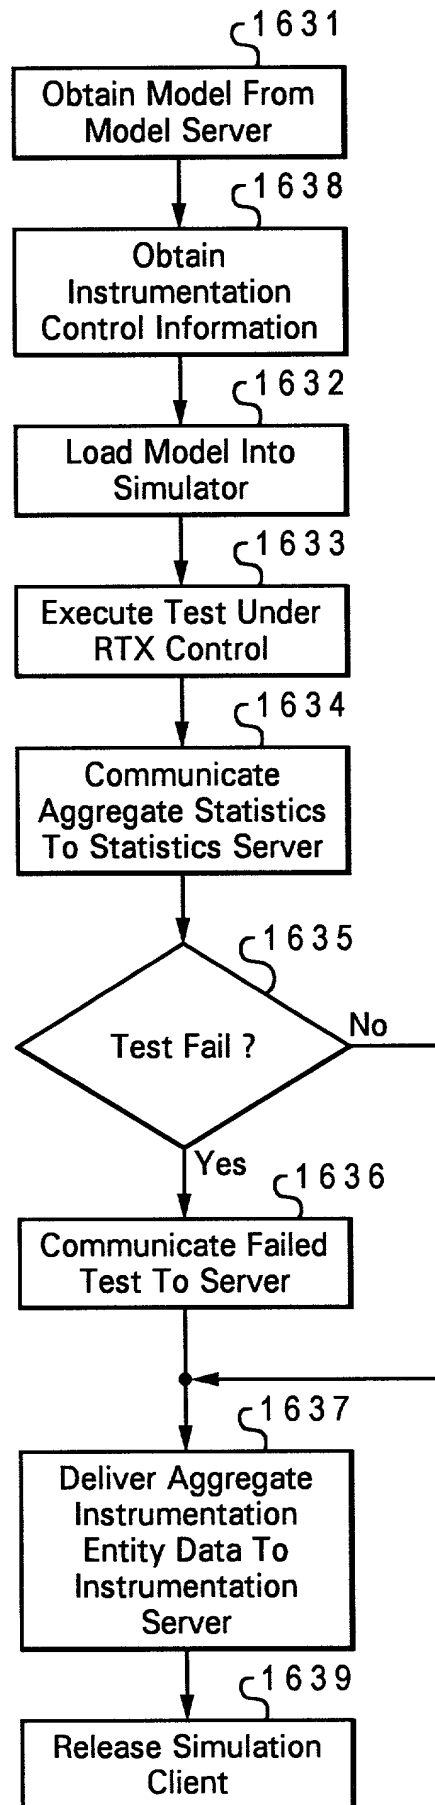 1631
Obtain Model From
Model Server
1638
Obtain
Instrumentation
Control Information
1632
Load Model Into
Simulator
1633
Execute Test Under
RTX Control
1634
Communicate
Aggregate Statistics
To Statistics Server
1635
Test Fail ?
No
Yes
1636
Communicate Failed
Test To Server
1637
Deliver Aggregate
Instrumentation
Entity Data To
Instrumentation
Server
1639
Release Simulation
Client